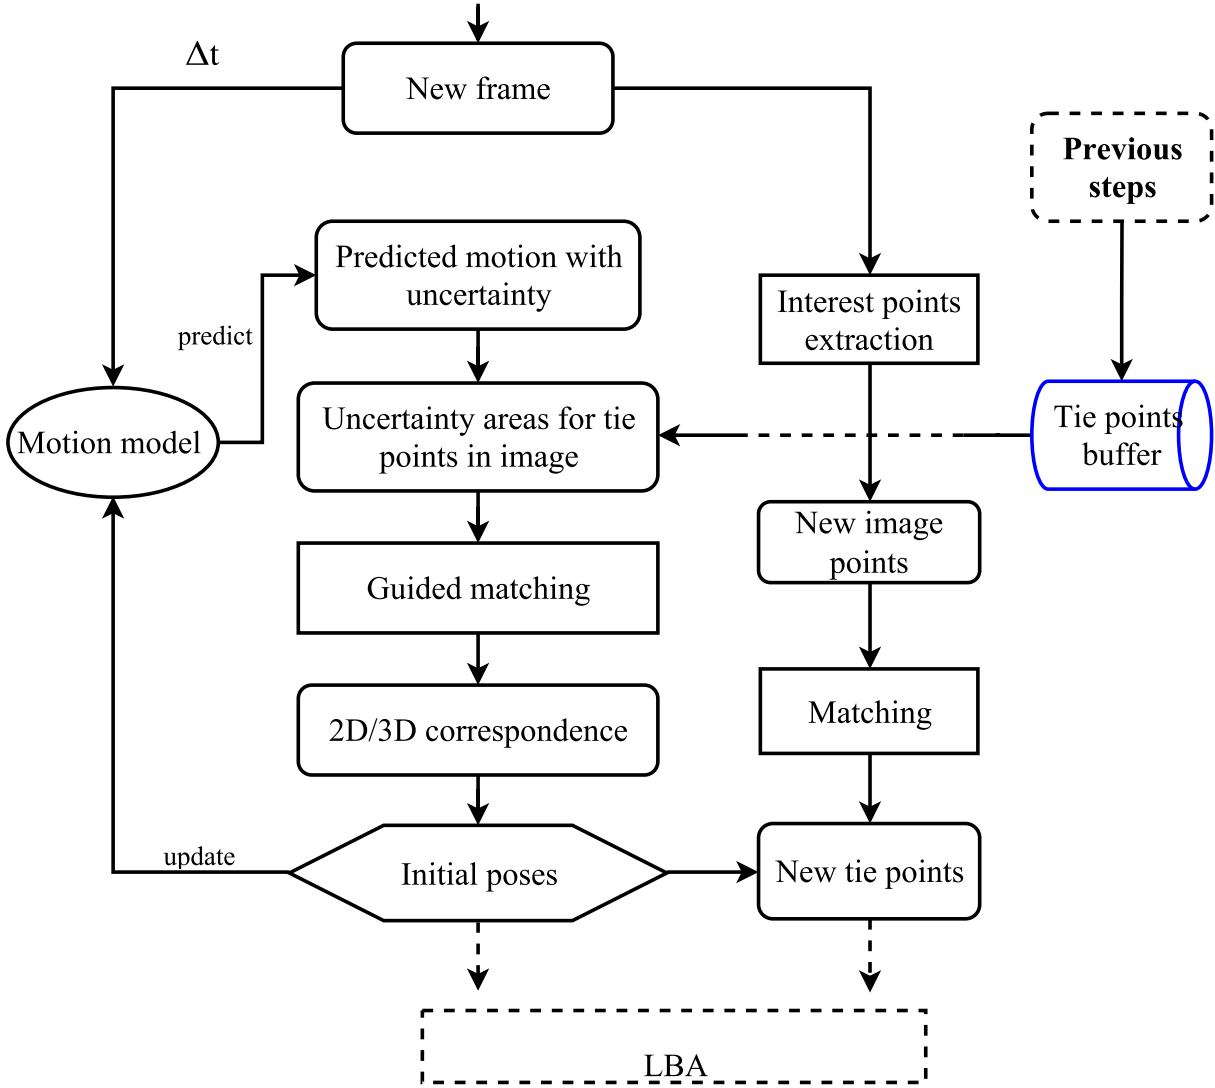 Δt
New frame
Previous
steps
Predicted motion with
uncertainty
Interest points
extraction
predict
Motion model
Uncertainty areas for tie
points in image
Tie points
buffer
New image
points
Guided matching
2D/3D correspondence
Matching
update
Initial poses
New tie points
LBA